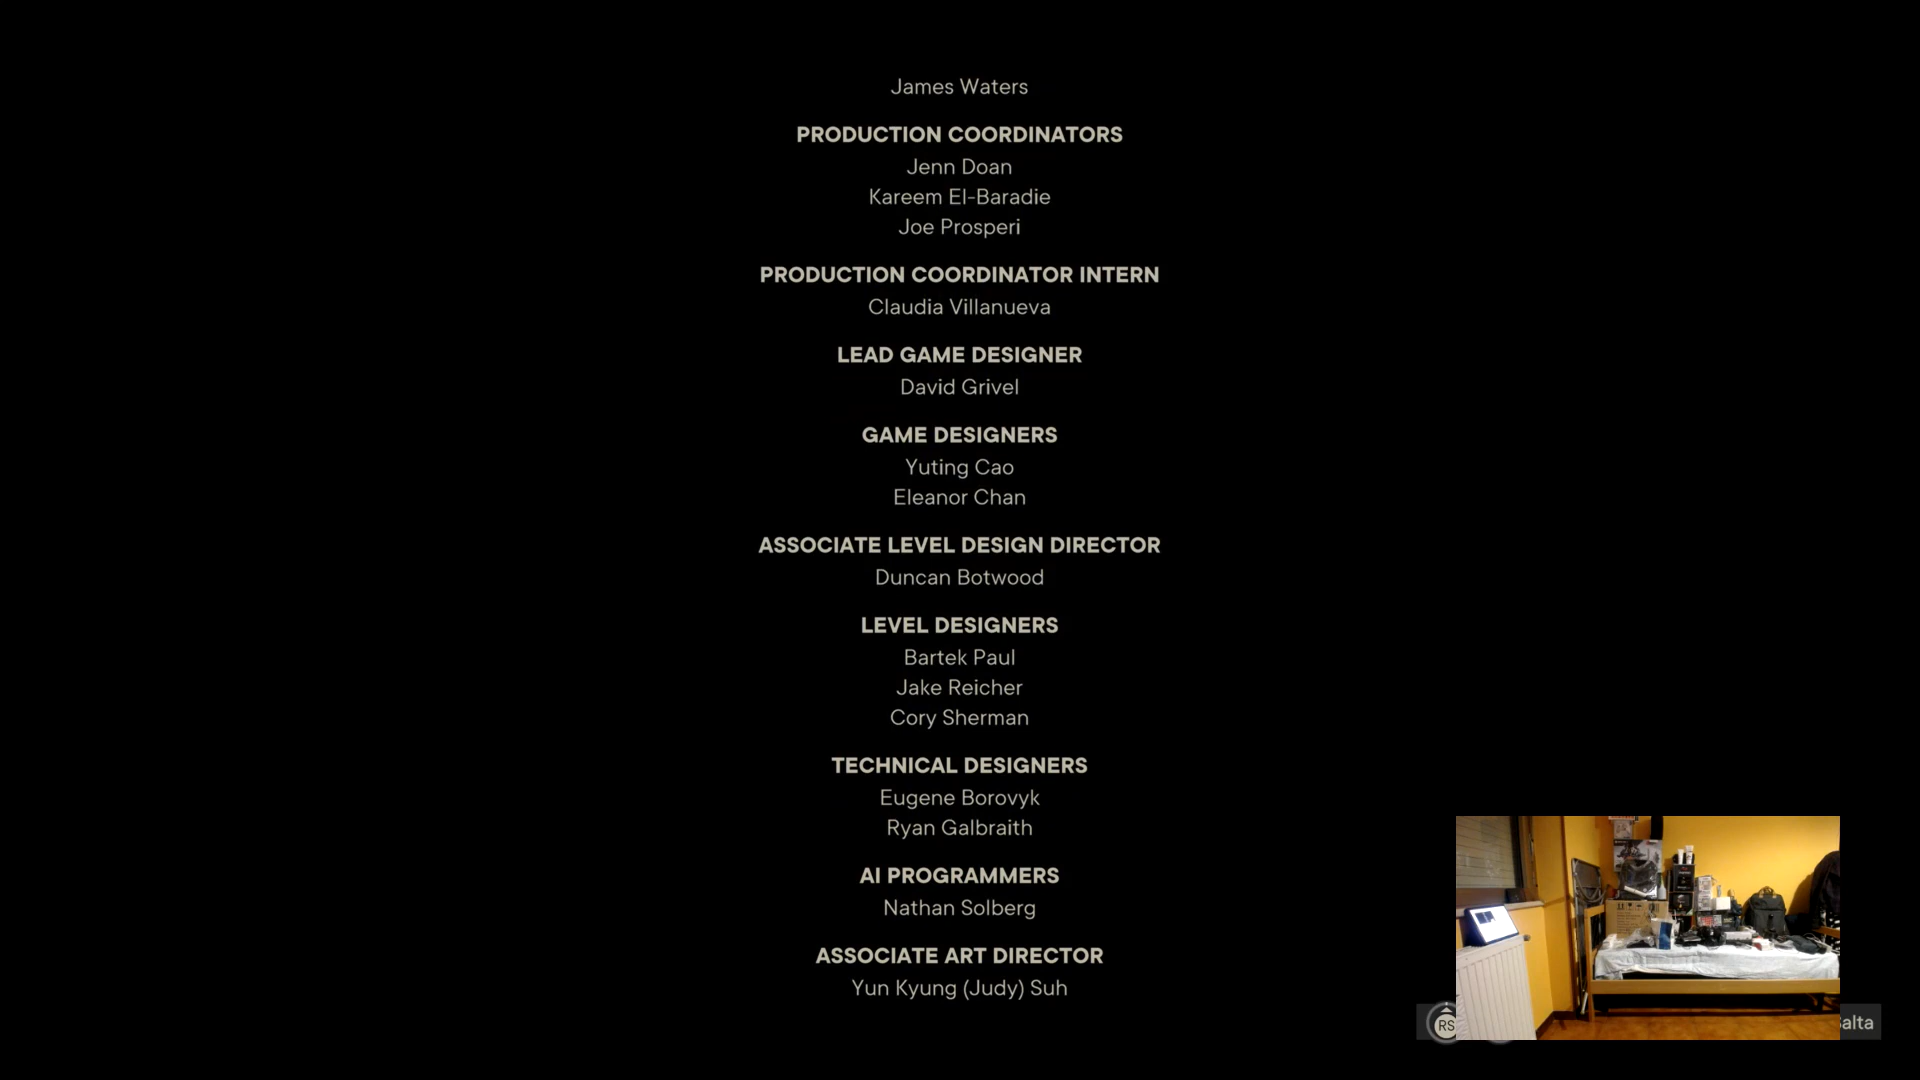 James Waters
PRODUCTION COORDINATORS
Jenn Doan
Kareem El-Baradie
Joe Prosperi
PRODUCTION COORDINATOR INTERN
Claudia Villanueva
LEAD GAME DESIGNER
David Grivel
GAME DESIGNERS
Yuting Cao
Eleanor Chan
ASSOCIATE LEVEL DESIGN DIRECTOR
Duncan Botwood
LEVEL DESIGNERS
Bartek Paul
Jake Reicher
Cory Sherman
TECHNICAL DESIGNERS
Eugene Borovyk
Ryan Galbraith
AI PROGRAMMERS
Nathan Solberg
ASSOCIATE ART DIRECTOR
Yun Kyung (Judy) Suh
RS